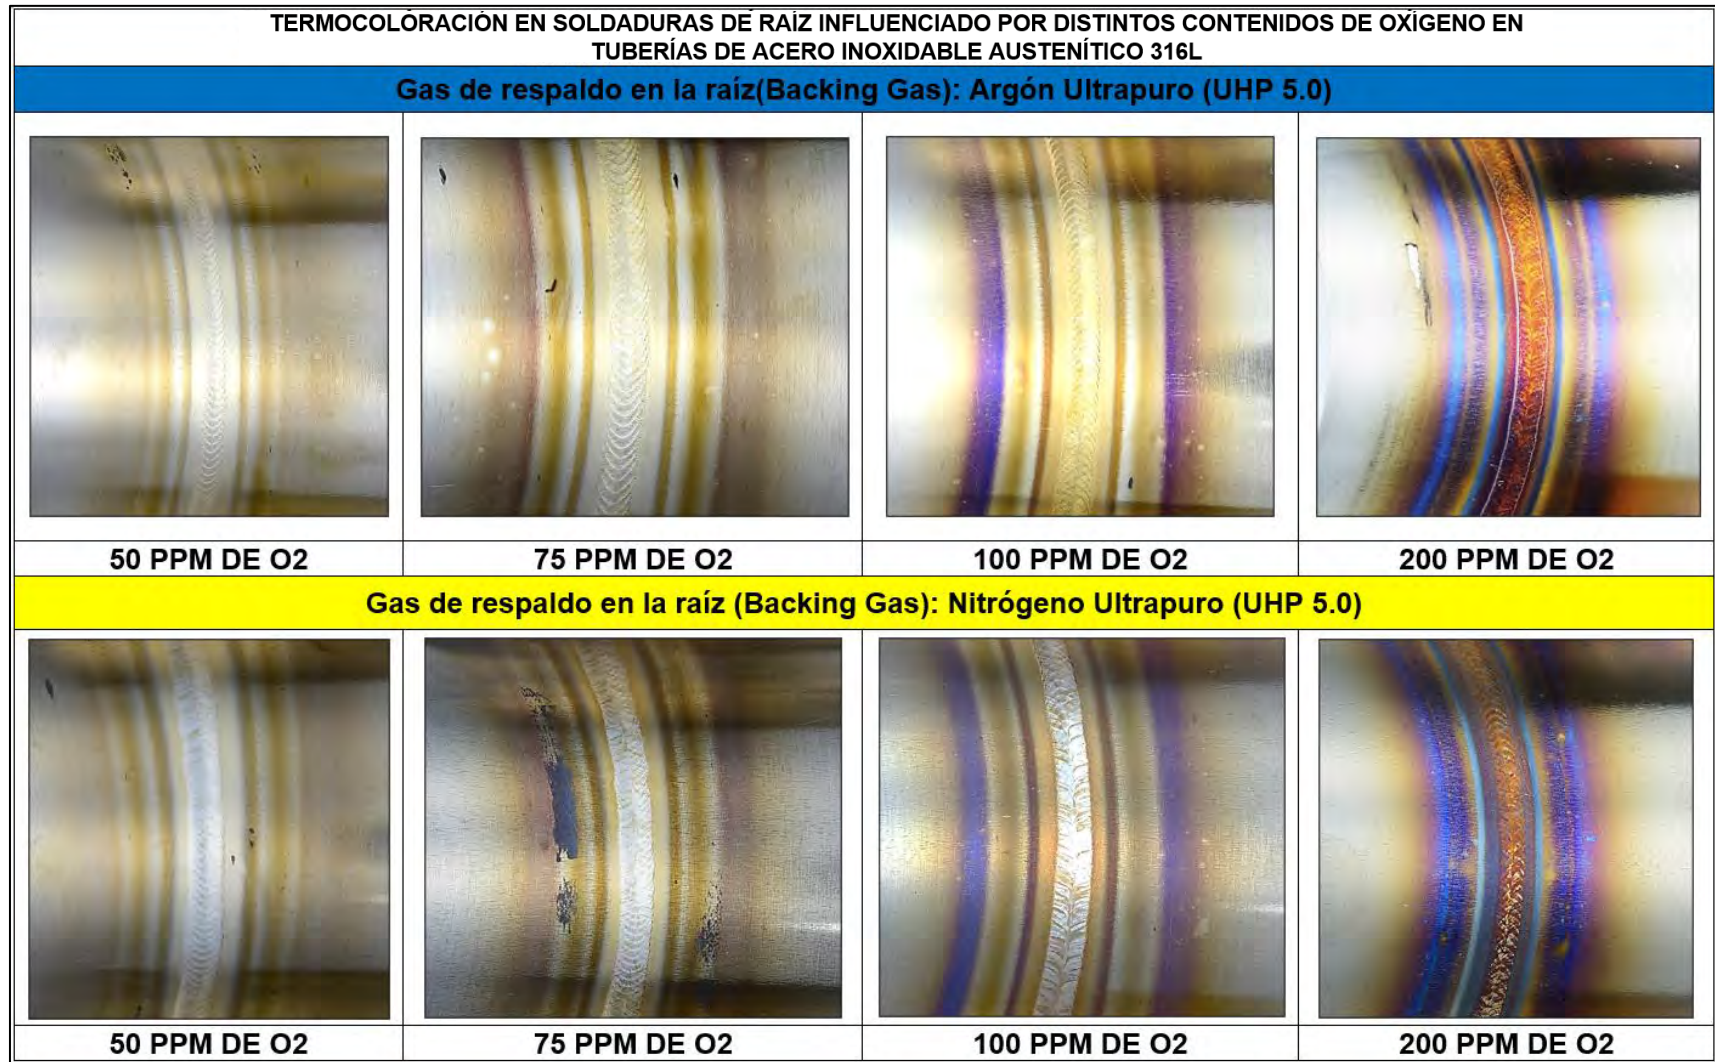 TERMOCOLORACIÓN EN SOLDADURAS DE RAÍZ INFLUENCIADO POR DISTINTOS CONTENIDOS DE OXÍGENO EN
TUBERÍAS DE ACERO INOXIDABLE AUSTENÍTICO 316L
Gas de respaldo en la raíz(Backing Gas): Argón Ultrapuro (UHP 5.0)
50 PPM DE O2
75 PPM DE O2
100 PPM DE O2
200 PPM DE O2
Gas de respaldo en la raíz (Backing Gas): Nitrógeno Ultrapuro (UHP 5.0)
50 PPM DE O2
75 PPM DE O2
100 PPM DE O2
200 PPM DE O2